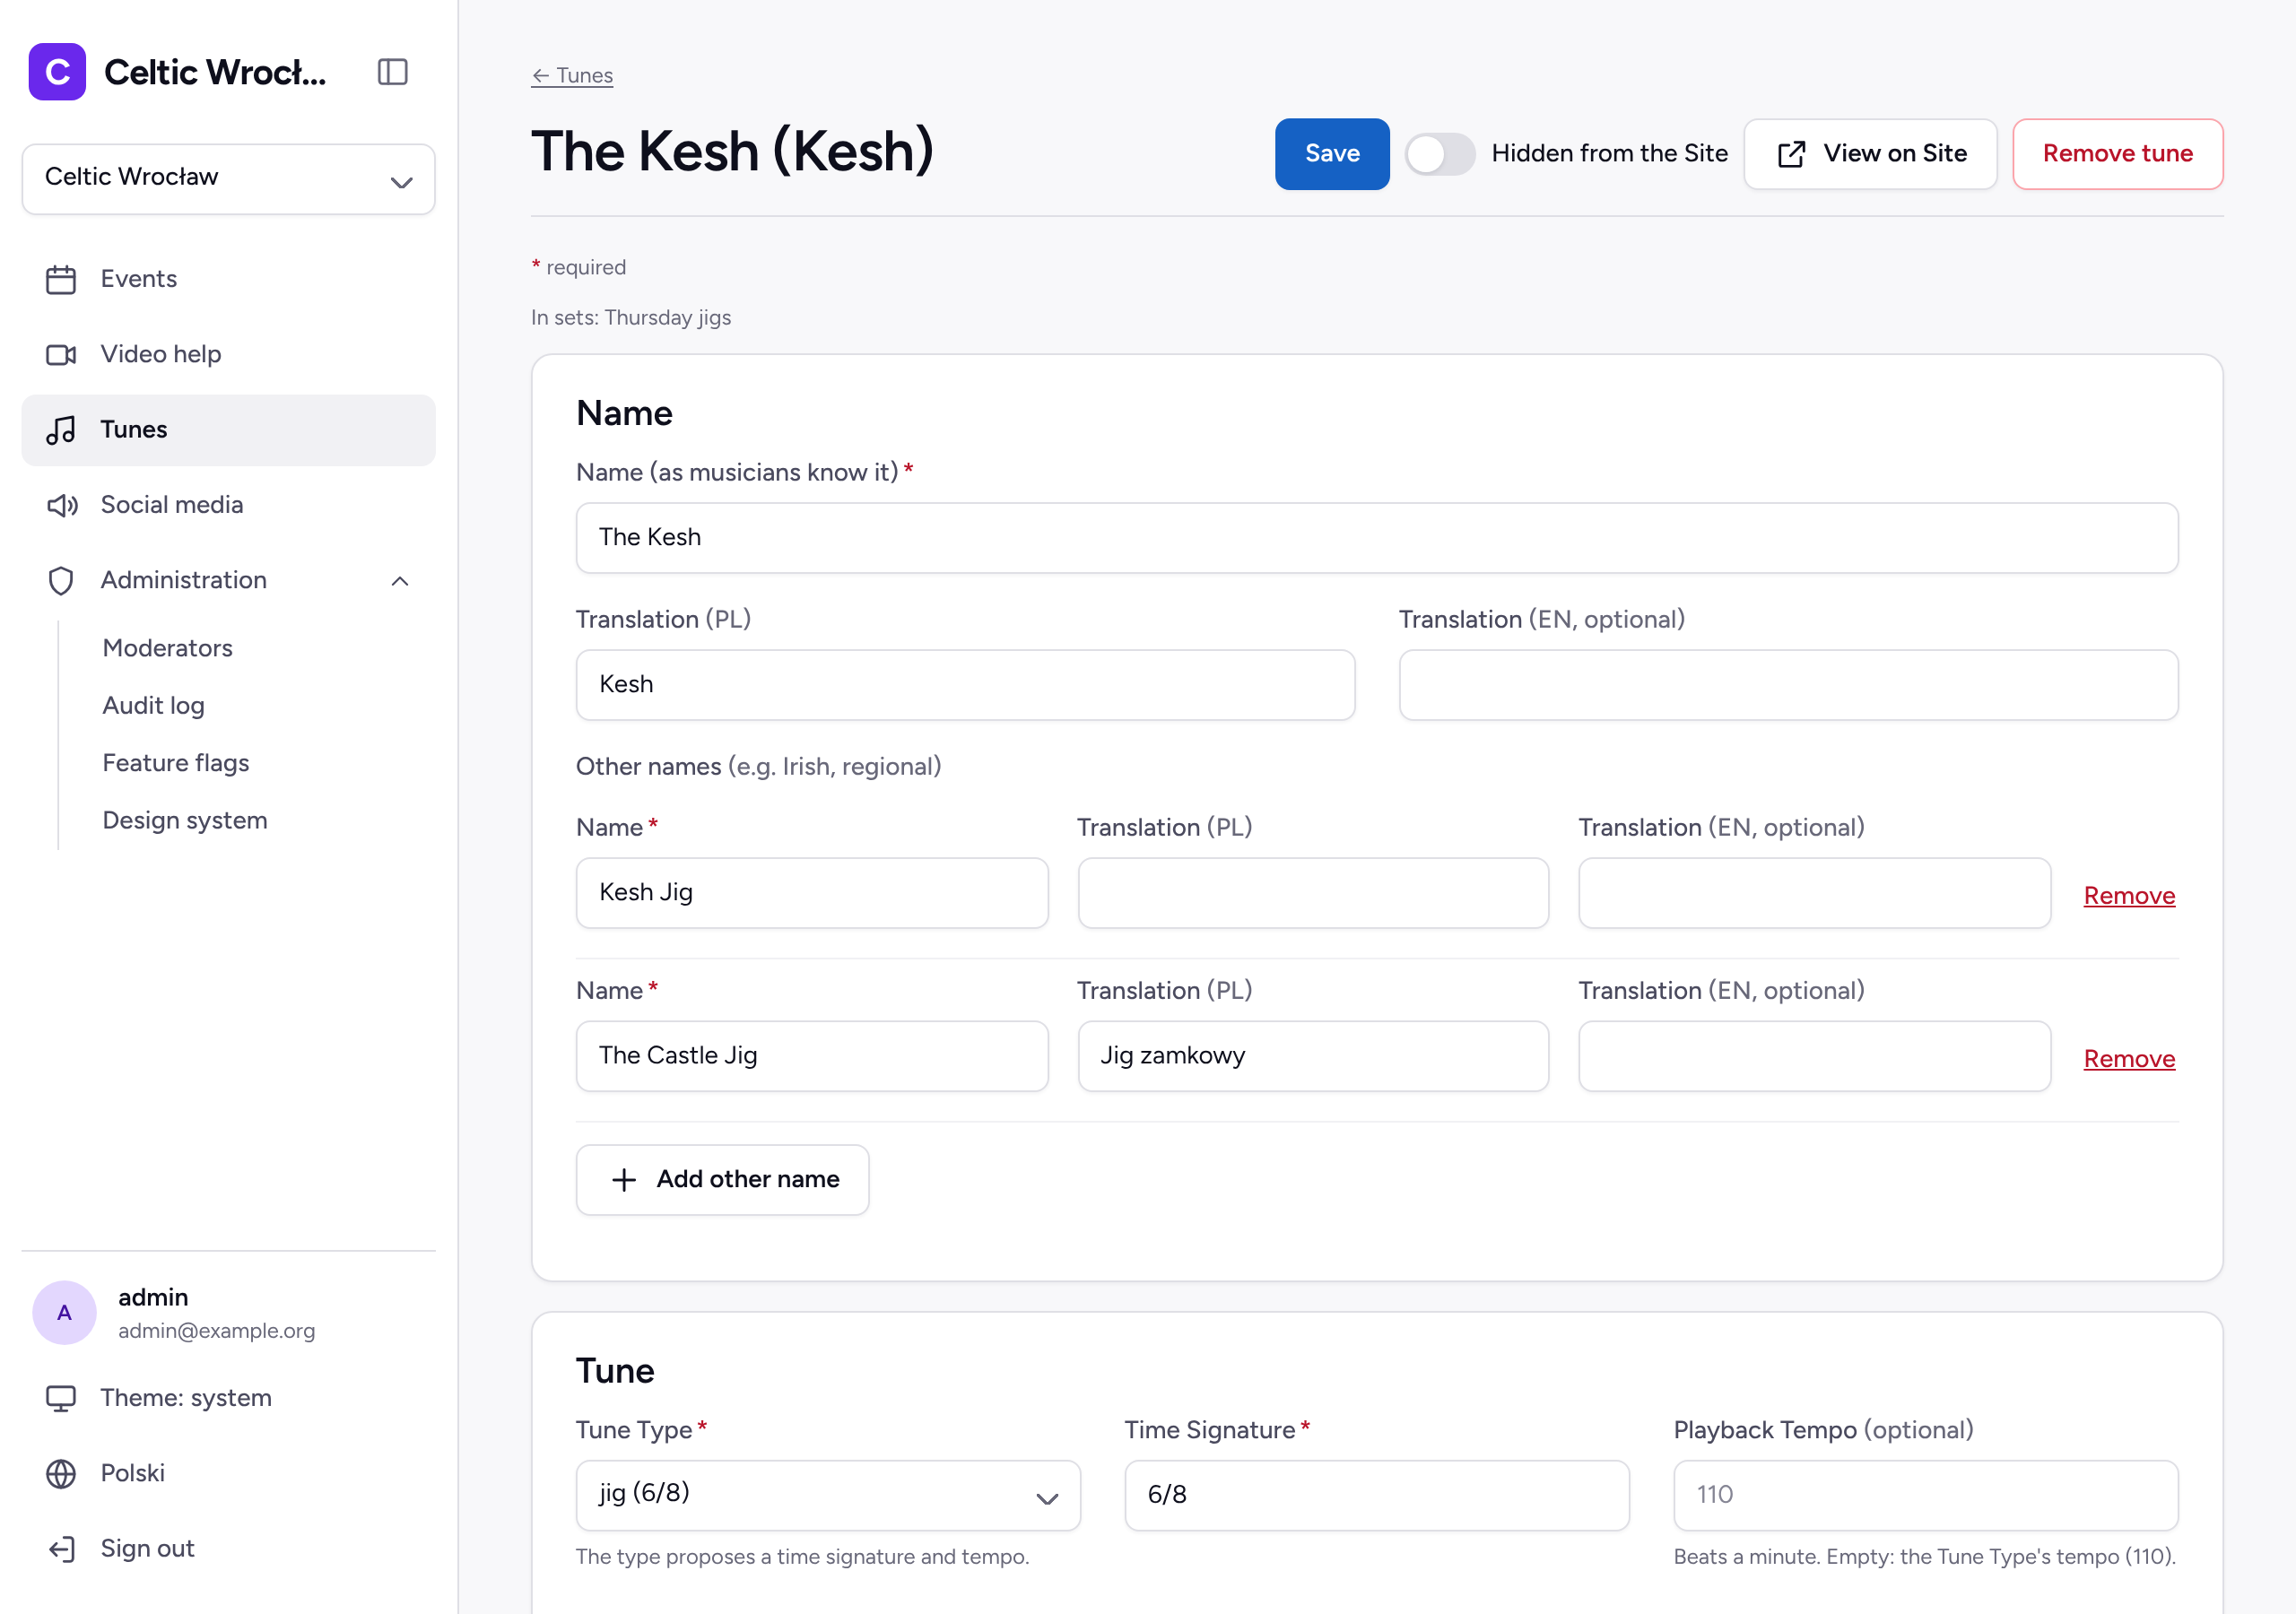 C Celtic Wrocł...
Celtic Wrocław
Events
Video help
Tunes
Social media
Administration
Moderators
Audit log
Feature flags
Design system
A admin
admin@example.org
Theme: system
Polski
Sign out
← Tunes
The Kesh (Kesh)
Save Hidden from the Site View on Site Remove tune
* required
In sets: Thursday jigs
Name
Name (as musicians know it) *
The Kesh
Translation (PL) Translation (EN, optional)
Kesh
Other names (e.g. Irish, regional)
Name * Translation (PL) Translation (EN, optional)
Kesh Jig Remove
Name * Translation (PL) Translation (EN, optional)
The Castle Jig Jig zamkowy Remove
+ Add other name
Tune
Tune Type * Time Signature * Playback Tempo (optional)
jig (6/8) 6/8 110
The type proposes a time signature and tempo. Beats a minute. Empty: the Tune Type's tempo (110).